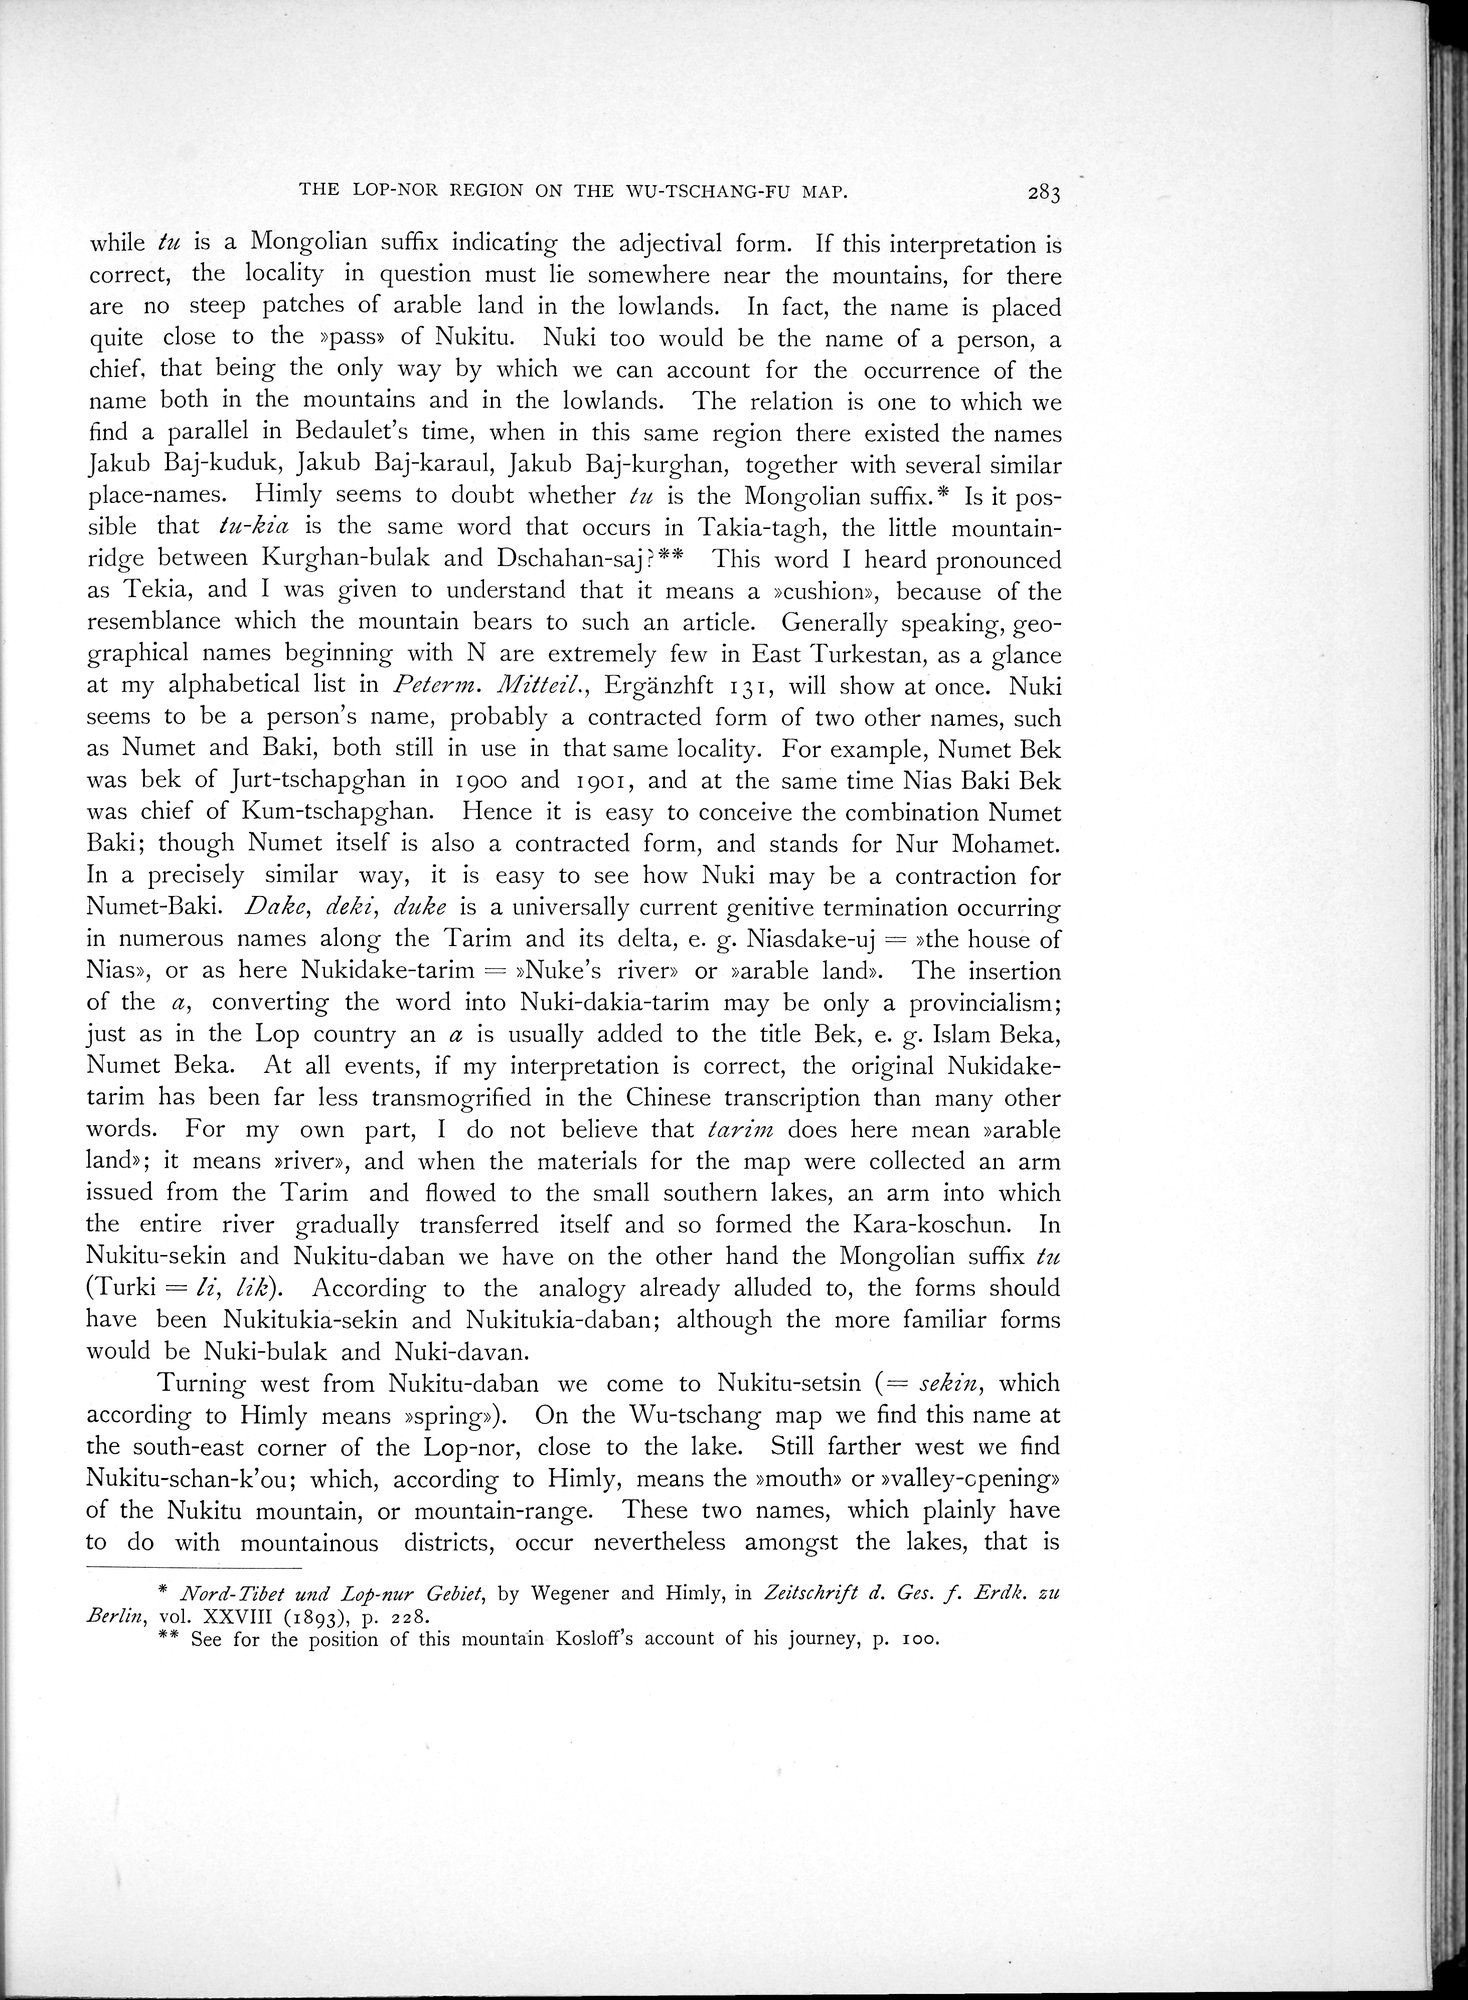 THE LOP-NOR REGION ON THE WU-TSCHANG-FU MAP. 283
while tu is a Mongolian suffix indicating the adjectival form. If this interpretation is
correct, the locality in question must lie somewhere near the mountains, for there
are no steep patches of arable land in the lowlands. In fact, the name is placed
quite close to the »pass» of Nukitu. Nuki too would be the name of a person, a
chief, that being the only way by which we can account for the occurrence of the
name both in the mountains and in the lowlands. The relation is one to which we
find a parallel in Bedaulet's time, when in this same region there existed the names
Jakub Baj-kuduk, Jakub Baj-karaul, Jakub Baj-kurghan, together with several similar
place-names. Himly seems to doubt whether tu is the Mongolian suffix.* Is it pos-
sible that tu-kia is the same word that occurs in Takia-tagh, the little mountain-
ridge between Kurghan-bulak and Dschahan-saj?** This word I heard pronounced
as Tekia, and I was given to understand that it means a »cushion», because of the
resemblance which the mountain bears to such an article. Generally speaking, geo-
graphical names beginning with N are extremely few in East Turkestan, as a glance
at my alphabetical list in Peterm. Mitteil., Ergänzhft 131, will show at once. Nuki
seems to be a person's name, probably a contracted form of two other names, such
as Numet and Baki, both still in use in that same locality. For example, Numet Bek
was bek of Jurt-tschapghan in 1900 and 1901, and at the same time Nias Baki Bek
was chief of Kum-tschapghan. Hence it is easy to conceive the combination Numet
Baki; though Numet itself is also a contracted form, and stands for Nur Mohamet.
In a precisely similar way, it is easy to see how Nuki may be a contraction for
Numet-Baki. Dake, deki, duke is a universally current genitive termination occurring
in numerous names along the Tarim and its delta, e. g. Niasdake-uj = »the house of
Nias», or as here Nukidake-tarim = »Nuke's river» or »arable land». The insertion
of the a, converting the word into Nuki-dakia-tarim may be only a provincialism;
just as in the Lop country an a is usually added to the title Bek, e. g. Islam Beka,
Numet Beka. At all events, if my interpretation is correct, the original Nukidake-
tarim has been far less transmogrified in the Chinese transcription than many other
words. For my own part, I do not believe that tarim does here mean »arable
land»; it means »river», and when the materials for the map were collected an arm
issued from the Tarim and flowed to the small southern lakes, an arm into which
the entire river gradually transferred itself and so formed the Kara-koschun. In
Nukitu-sekin and Nukitu-daban we have on the other hand the Mongolian suffix tu
(Turki = li, lik). According to the analogy already alluded to, the forms should
have been Nukitukia-sekin and Nukitukia-daban; although the more familiar forms
would be Nuki-bulak and Nuki-davan.
Turning west from Nukitu-daban we come to Nukitu-setsin (= sekin, which
according to Himly means »spring»). On the Wu-tschang map we find this name at
the south-east corner of the Lop-nor, close to the lake. Still farther west we find
Nukitu-schan-k'ou; which, according to Himly, means the »mouth» or »valley-opening»
of the Nukitu mountain, or mountain-range. These two names, which plainly have
to do with mountainous districts, occur nevertheless amongst the lakes, that is
* Nord-Tibet und Lop-nur Gebiet, by Wegener and Himly, in Zeitschrift d. Ges. f. Erdk. zu
Berlin, vol. XXVIII (1893), p. 228.
** See for the position of this mountain Kosloff's account of his journey, p. 100.